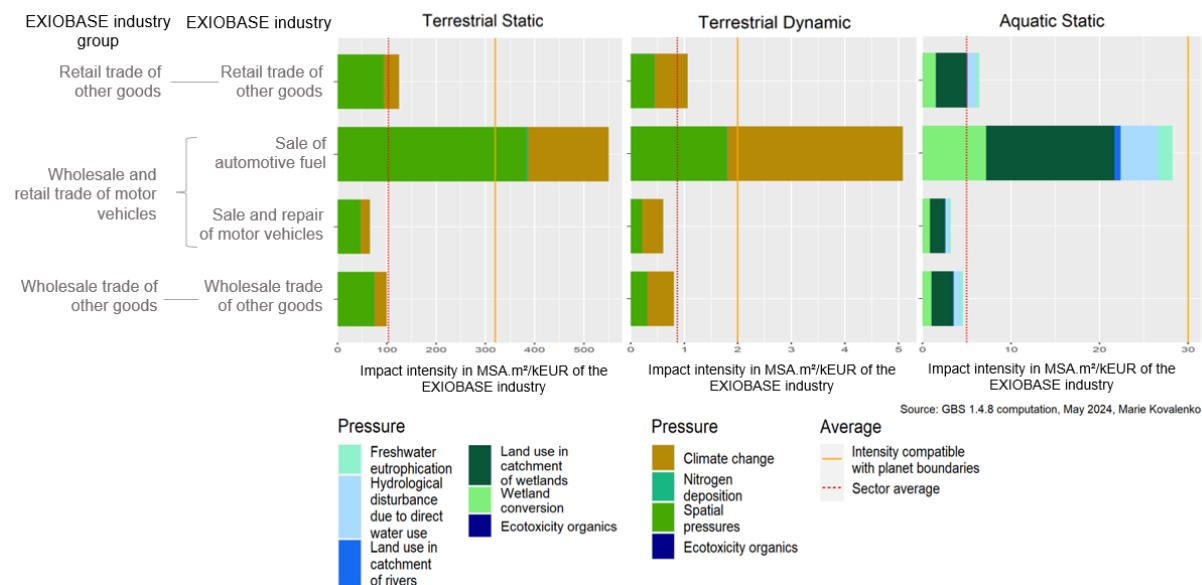 EXIOBASE industry
group
EXIOBASE industry
Terrestrial Static
Terrestrial Dynamic
Aquatic Static
Retail trade of
other goods
Retail trade of
other goods
Sale of
automotive fuel
Wholesale and
retail trade of motor
vehicles
Sale and repair
of motor vehicles
Wholesale trade of
other goods
Wholesale trade
of other goods
0 100 200 300 400 500
0 1 2 3 4 5
0 10 20 30
Impact intensity in MSA.m²/kEUR of the
EXIOBASE industry
Impact intensity in MSA.m²/kEUR of the
EXIOBASE industry
Impact intensity in MSA.m²/kEUR of the
EXIOBASE industry
Source: GBS 1.4.8 computation, May 2024, Marie Kovalenko
Pressure
Freshwater
eutrophication
Hydrological
disturbance
due to direct
water use
Land use in
catchment
of rivers
Land use in
catchment
of wetlands
Wetland
conversion
Ecotoxicity organics
Pressure
Climate change
Nitrogen
deposition
Spatial
pressures
Ecotoxicity organics
Average
Intensity compatible
with planet boundaries
Sector average